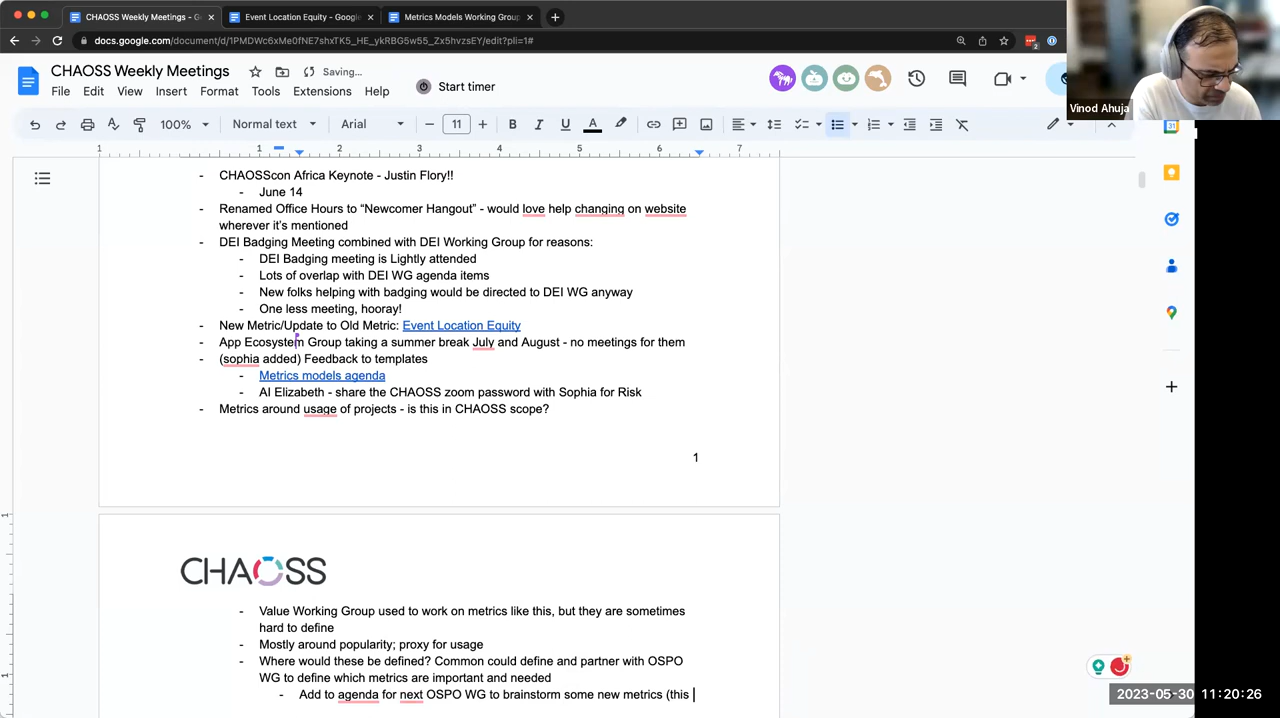 CHAOSS Weekly Meetings - G
Event Location Equity - Google
Metrics Models Working Group
docs.google.com/document/d/1PMDWc6xMe0fNE7shxTK5_HE_ykRBG5w55_Zx5hvzsEY/edit?pli=1#
CHAOSS Weekly Meetings
Saving...
File Edit View Insert Format Tools Extensions Help
Start timer
Vinod Ahuja
100% Normal text Arial 11
1 1 2 3 4 5 6 7
- CHAOSScon Africa Keynote - Justin Flory!!
- June 14
- Renamed Office Hours to “Newcomer Hangout” - would love help changing on website
wherever it’s mentioned
- DEI Badging Meeting combined with DEI Working Group for reasons:
- DEI Badging meeting is Lightly attended
- Lots of overlap with DEI WG agenda items
- New folks helping with badging would be directed to DEI WG anyway
- One less meeting, hooray!
- New Metric/Update to Old Metric: Event Location Equity
- App Ecosystem Group taking a summer break July and August - no meetings for them
- (sophia added) Feedback to templates
- Metrics models agenda
- AI Elizabeth - share the CHAOSS zoom password with Sophia for Risk
- Metrics around usage of projects - is this in CHAOSS scope?
1
CHAOSS
- Value Working Group used to work on metrics like this, but they are sometimes
hard to define
- Mostly around popularity; proxy for usage
- Where would these be defined? Common could define and partner with OSPO
WG to define which metrics are important and needed
- Add to agenda for next OSPO WG to brainstorm some new metrics (this
2023-05-30 11:20:26